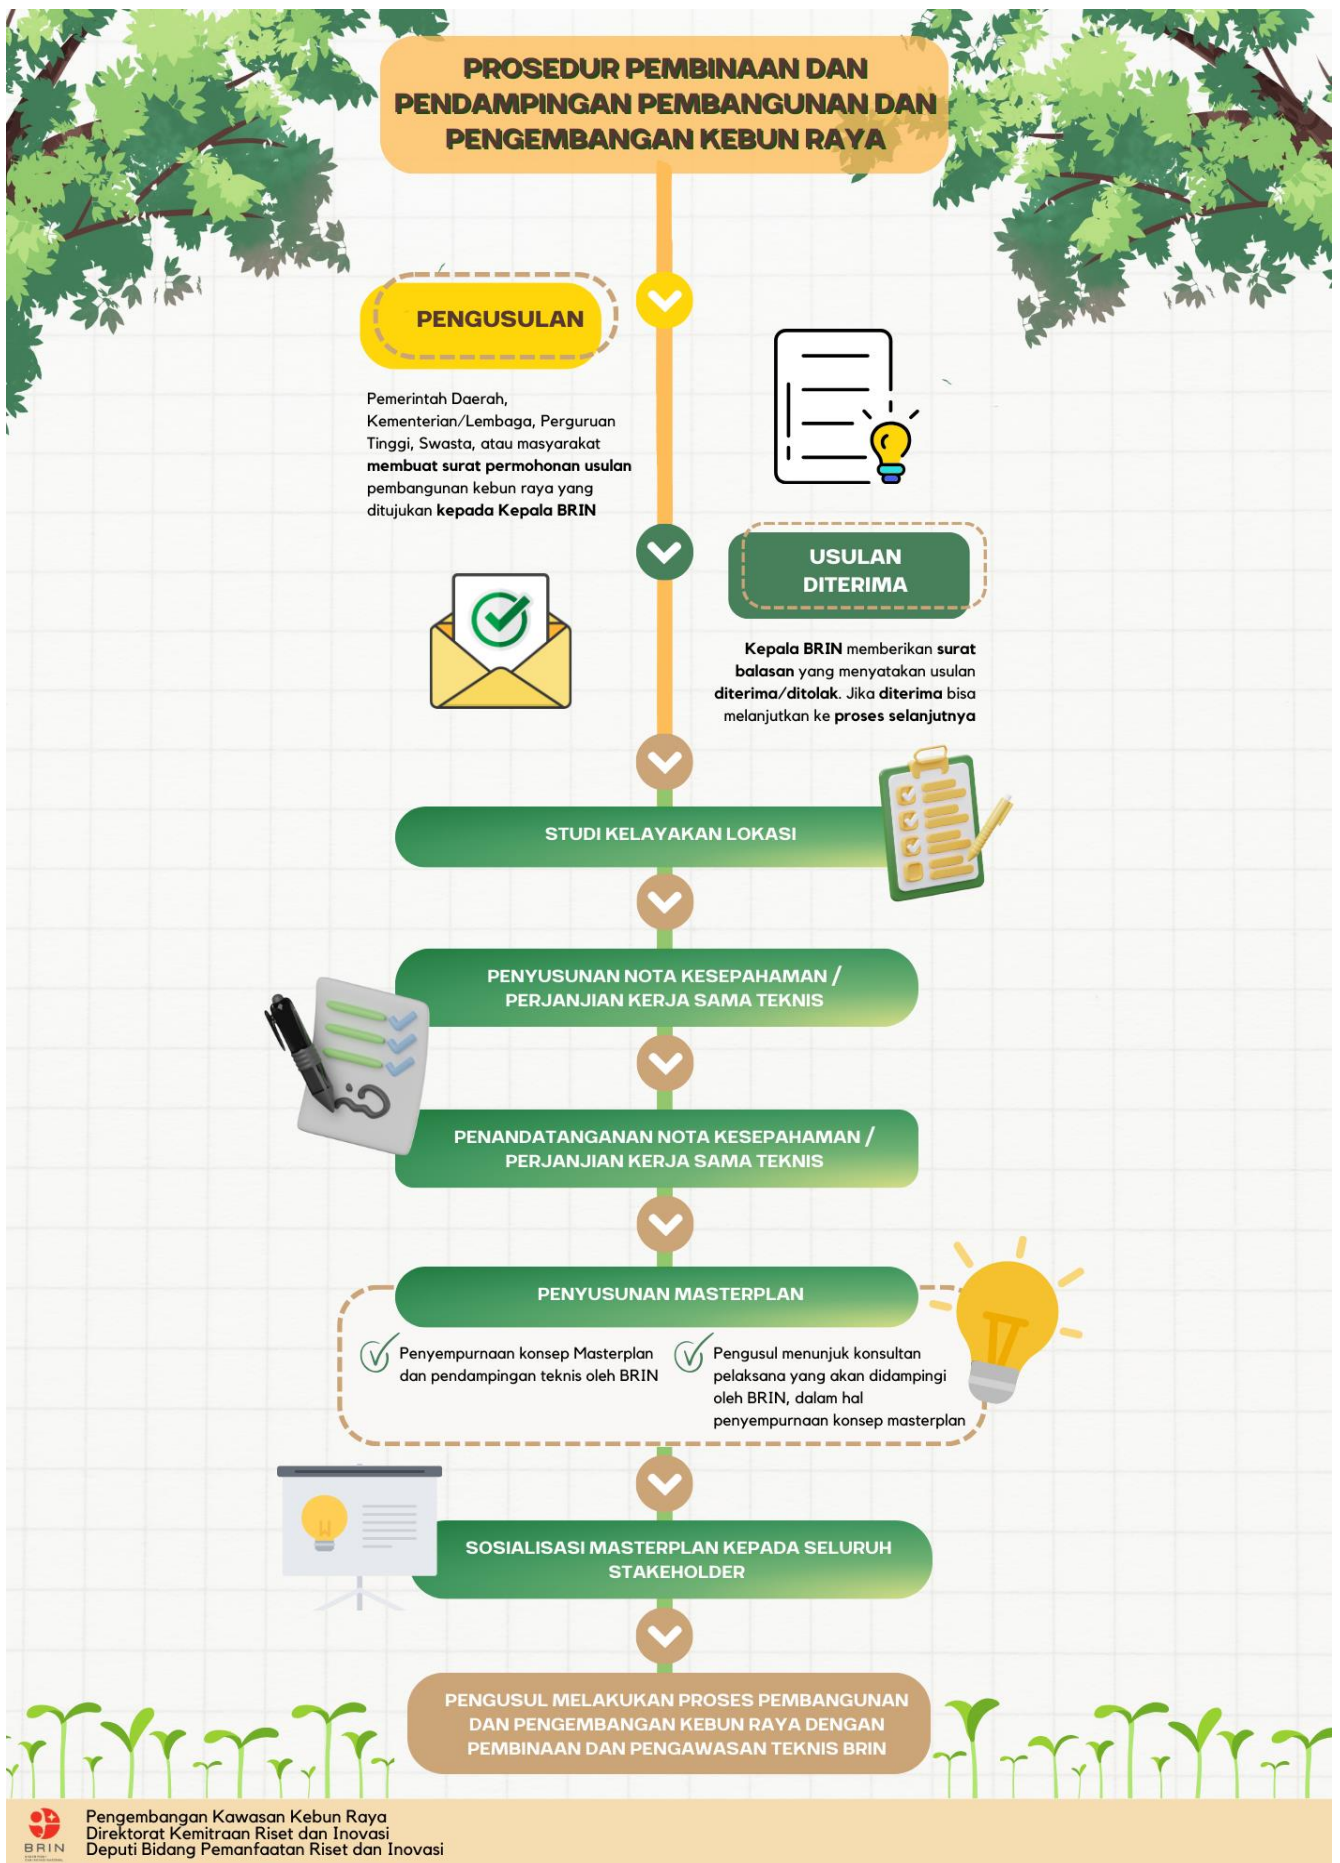 PROSEDUR PEMBINAAN DAN
PENDAMPINGAN PEMBANGUNAN DAN
PENGEMBANGAN KEBUN RAYA
PENGUSULAN
Pemerintah Daerah,
Kementerian/Lembaga, Perguruan
Tinggi, Swasta, atau masyarakat
membuat surat permohonan usulan
pembangunan kebun raya yang
ditujukan kepada Kepala BRIN
USULAN
DITERIMA
Kepala BRIN memberikan surat
balasan yang menyatakan usulan
diterima/ditolak. Jika diterima bisa
melanjutkan ke proses selanjutnya
STUDI KELAYAKAN LOKASI
PENYUSUNAN NOTA KESEPAHAMAN /
PERJANJIAN KERJA SAMA TEKNIS
PENANDATANGANAN NOTA KESEPAHAMAN /
PERJANJIAN KERJA SAMA TEKNIS
PENYUSUNAN MASTERPLAN
Penyempurnaan konsep Masterplan
dan pendampingan teknis oleh BRIN
Pengusul menunjuk konsultan
pelaksana yang akan didampingi
oleh BRIN, dalam hal
penyempurnaan konsep masterplan
SOSIALISASI MASTERPLAN KEPADA SELURUH
STAKEHOLDER
PENGUSUL MELAKUKAN PROSES PEMBANGUNAN
DAN PENGEMBANGAN KEBUN RAYA DENGAN
PEMBINAAN DAN PENGAWASAN TEKNIS BRIN
BRIN
Pengembangan Kawasan Kebun Raya
Direktorat Kemitraan Riset dan Inovasi
Deputi Bidang Pemanfaatan Riset dan Inovasi